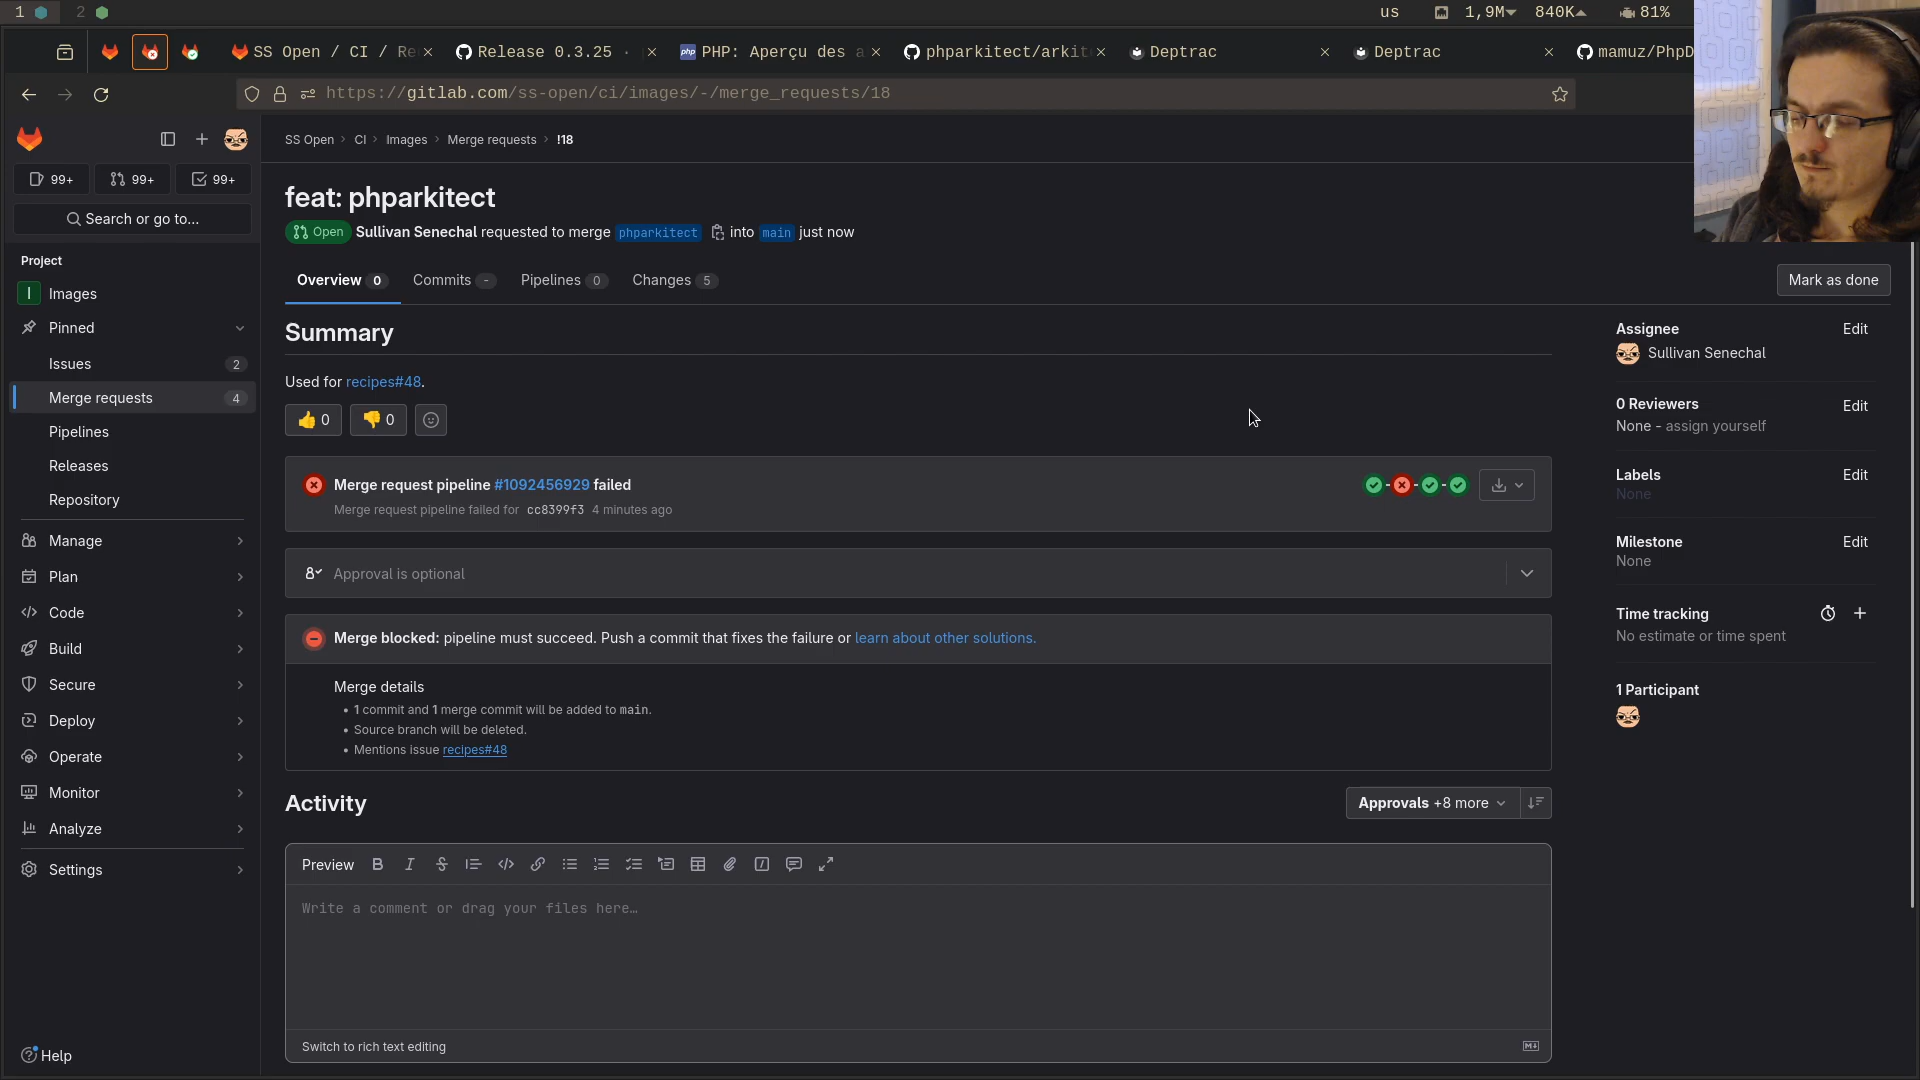 1 2 us 1,9M 840K 81%
SS Open / CI / Re Release 0.3.25 · PHP: Aperçu des a phparkitect/arkit Deptrac Deptrac mamuz/PhpD
https://gitlab.com/ss-open/ci/images/-/merge_requests/18
SS Open › CI › Images › Merge requests › !18
99+ 99+ 99+
Search or go to...
Project
I Images
Pinned
Issues 2
Merge requests 4
Pipelines
Releases
Repository
Manage
Plan
Code
Build
Secure
Deploy
Operate
Monitor
Analyze
Settings
Help
feat: phparkitect
Open Sullivan Senechal requested to merge phparkitect into main just now
Overview 0 Commits - Pipelines 0 Changes 5
Mark as done
Summary
Used for recipes#48.
👍 0 👎 0
Merge request pipeline #1092456929 failed
Merge request pipeline failed for cc8399f3 4 minutes ago
Approval is optional
Merge blocked: pipeline must succeed. Push a commit that fixes the failure or learn about other solutions.
Merge details
• 1 commit and 1 merge commit will be added to main.
• Source branch will be deleted.
• Mentions issue recipes#48
Activity
Approvals +8 more
Preview
Write a comment or drag your files here…
Switch to rich text editing
Assignee Edit
Sullivan Senechal
0 Reviewers Edit
None - assign yourself
Labels Edit
None
Milestone Edit
None
Time tracking
No estimate or time spent
1 Participant